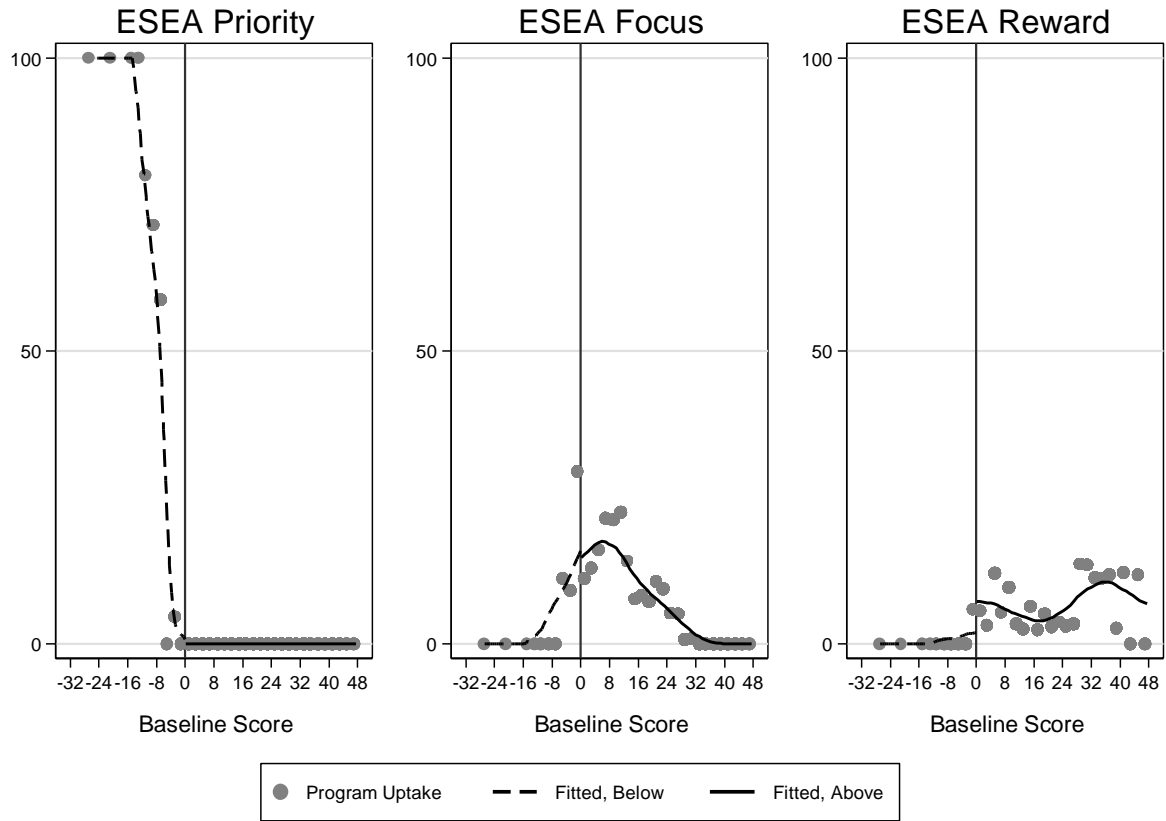 ESEA Priority
100
50
0
-32 -24 -16 -8 0 8 16 24 32 40 48
Baseline Score
ESEA Focus
100
50
0
-32 -24 -16 -8 0 8 16 24 32 40 48
Baseline Score
ESEA Reward
100
50
0
-32 -24 -16 -8 0 8 16 24 32 40 48
Baseline Score
Program Uptake Fitted, Below Fitted, Above